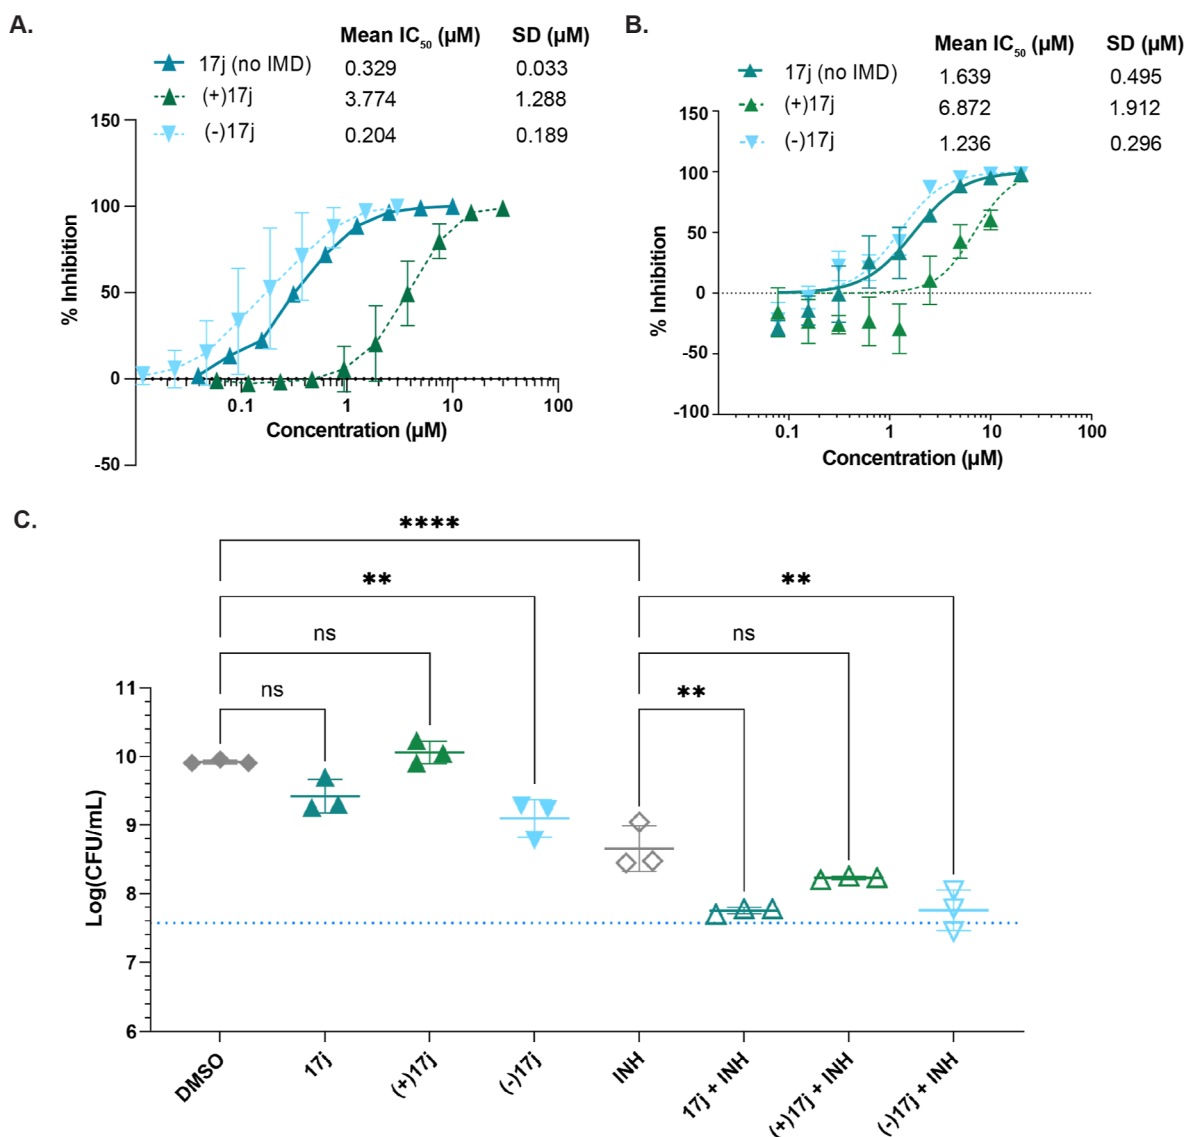 A.
Mean IC50 (µM) SD (µM)
17j (no IMD) 0.329 0.033
(+)17j 3.774 1.288
(-)17j 0.204 0.189
150
100
50
0
-50
% Inhibition
0.1 1 10 100
Concentration (µM)
B.
Mean IC50 (µM) SD (µM)
17j (no IMD) 1.639 0.495
(+)17j 6.872 1.912
(-)17j 1.236 0.296
150
100
50
0
-50
-100
% Inhibition
0.1 1 10 100
Concentration (µM)
C.
****
**
**
ns
ns
ns
**
11
10
9
8
7
6
Log(CFU/mL)
DMSO
17j
(+)17j
(-)17j
INH
17j + INH
(+)17j + INH
(-)17j + INH